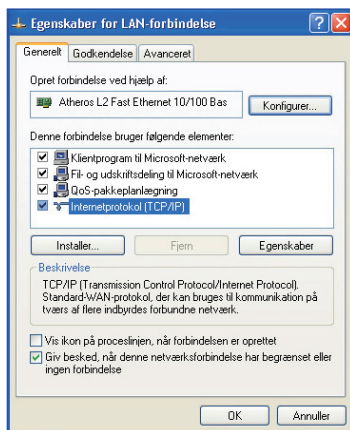 Egenskaber for LAN-forbindelse
Generelt Godkendelse Avanceret
Opret forbindelse ved hjælp af:
Atheros L2 Fast Ethernet 10/100 Bas
Konfigurer...
Denne forbindelse bruger følgende elementer:
Klientprogram til Microsoft-netværk
Fil- og udskriftsdeling til Microsoft-netværk
QoS-pakkeplanlægning
Internetprotokol (TCP/IP)
Installer... Fjern Egenskaber
Beskrivelse
TCP/IP (Transmission Control Protocol/Internet Protocol).
Standard-WAN-protokol, der kan bruges til kommunikation på
tværs af flere indbyrdes forbundne netværk.
Vis ikon på proceslinjen, når forbindelsen er oprettet
Giv besked, når denne netværksforbindelse har begrænset eller
ingen forbindelse
OK Annuller